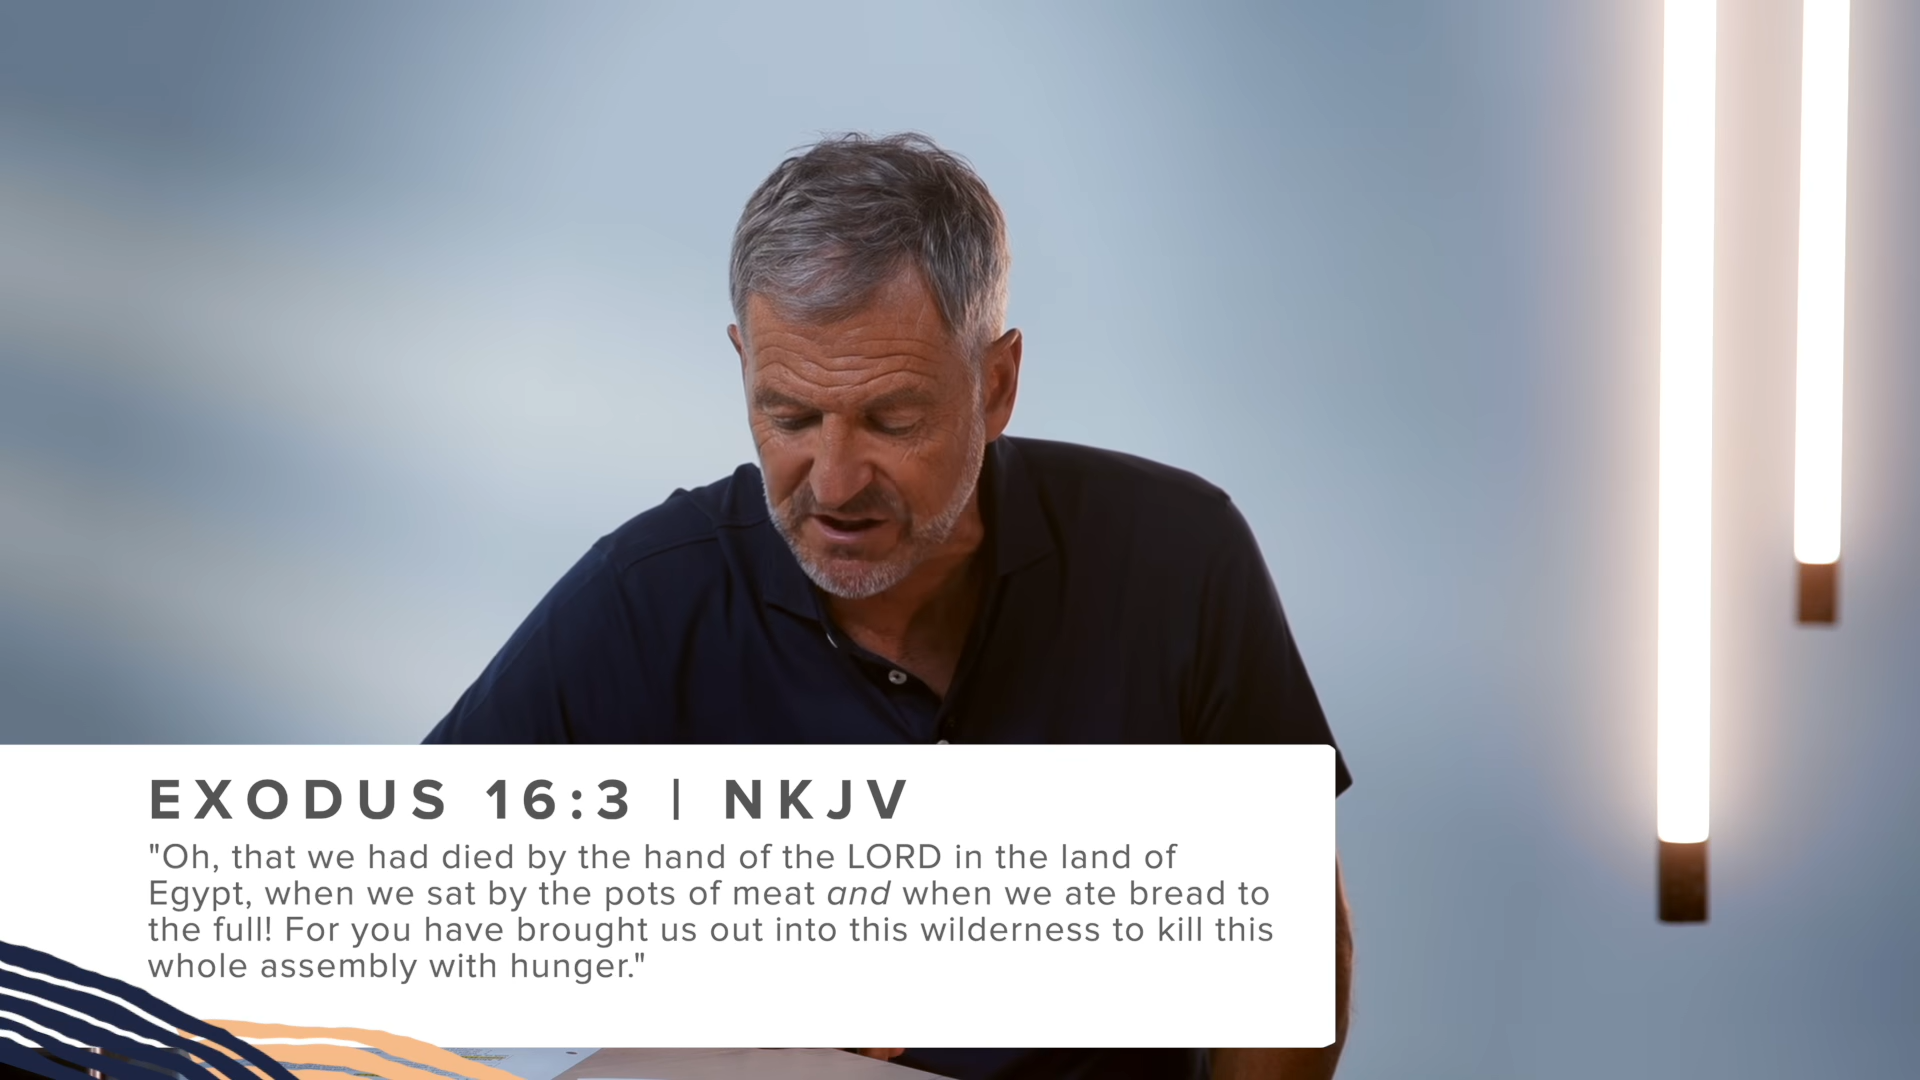 EXODUS 16:3 | NKJV
"Oh, that we had died by the hand of the LORD in the land of
Egypt, when we sat by the pots of meat and when we ate bread to
the full! For you have brought us out into this wilderness to kill this
whole assembly with hunger."